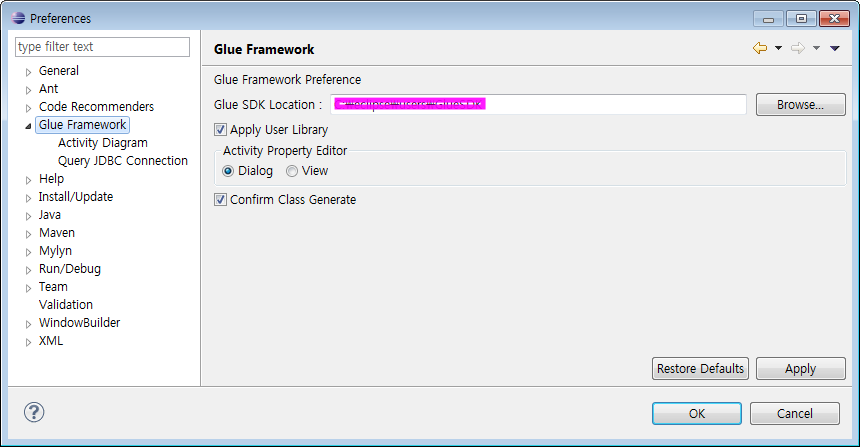 Preferences
type filter text
General
Ant
Code Recommenders
Glue Framework
Activity Diagram
Query JDBC Connection
Help
Install/Update
Java
Maven
Mylyn
Run/Debug
Team
Validation
WindowBuilder
XML
Glue Framework
Glue Framework Preference
Glue SDK Location :
Browse...
Apply User Library
Activity Property Editor
Dialog
View
Confirm Class Generate
Restore Defaults
Apply
?
OK
Cancel